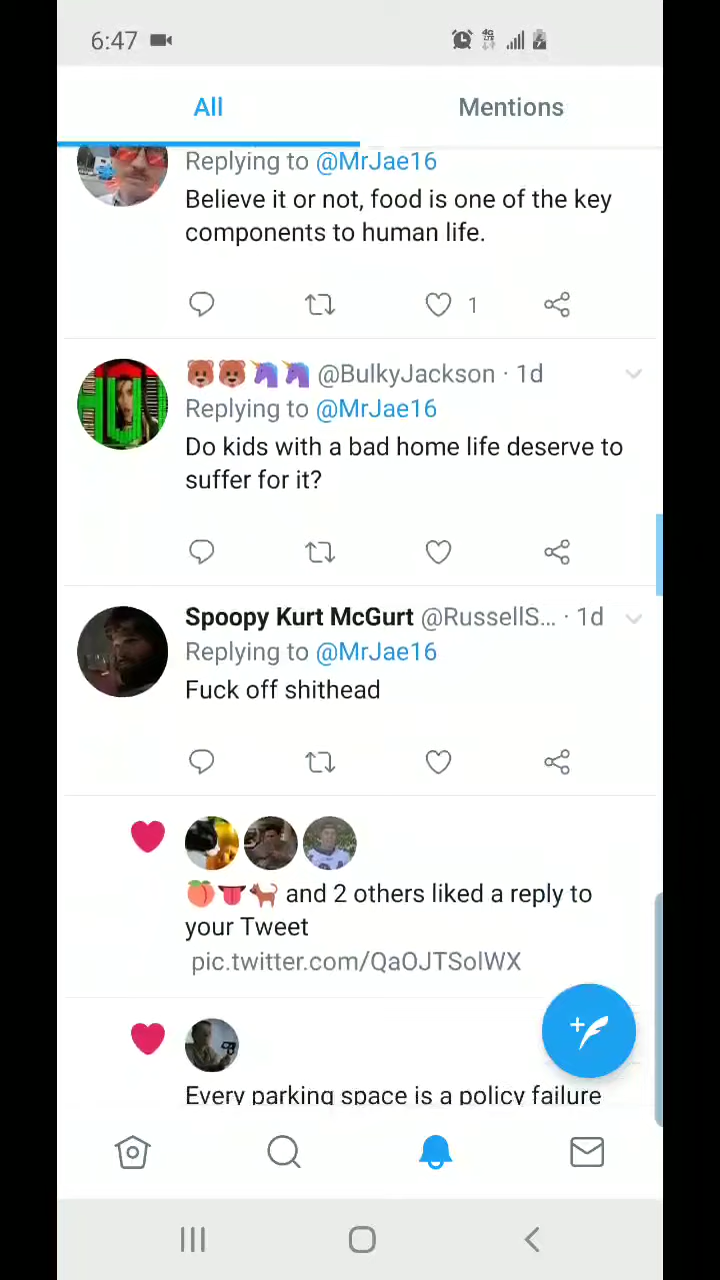 6:47
4G
LTE
All
Mentions
Replying to @MrJae16
Believe it or not, food is one of the key
components to human life.
1
🐻🐻🦄🦄 @BulkyJackson · 1d
Replying to @MrJae16
Do kids with a bad home life deserve to
suffer for it?
Spoopy Kurt McGurt @RussellS... · 1d
Replying to @MrJae16
Fuck off shithead
🍑👅🐕 and 2 others liked a reply to
your Tweet
pic.twitter.com/QaOJTSolWX
Every parking space is a policy failure